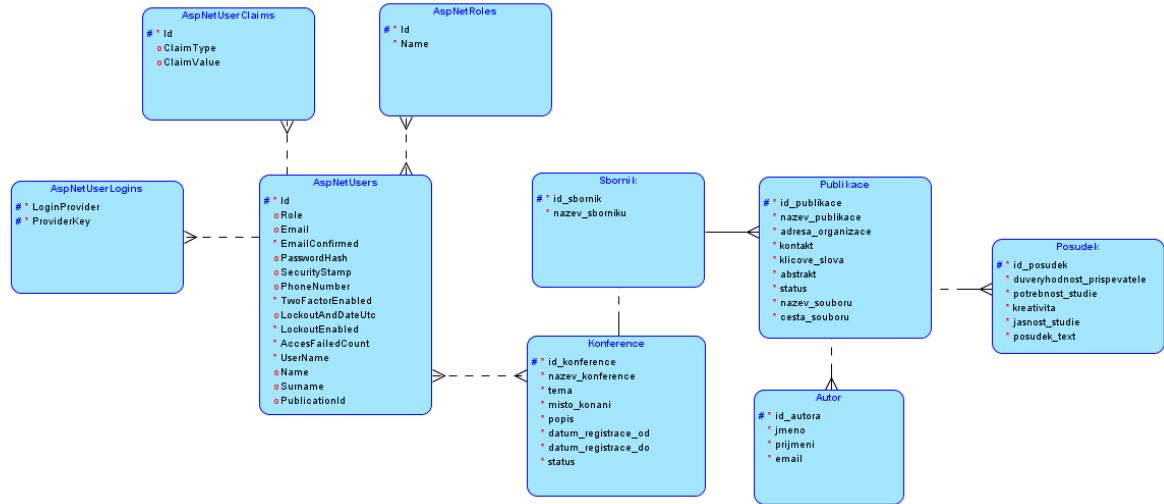 AspNetUserClaims
# * Id
o ClaimType
o ClaimValue
AspNetRoles
# * Id
* Name
AspNetUserLogins
# * LoginProvider
# * ProviderKey
AspNetUsers
# * Id
o Role
o Email
* EmailConfirmed
o PasswordHash
o SecurityStamp
o PhoneNumber
* TwoFactorEnabled
o LockoutAndDateUtc
* LockoutEnabled
* AccesFailedCount
* UserName
o Name
o Surname
o PublicationId
Sbornik
# * id_sbornik
* nazev_sborniku
Konference
# * id_konference
* nazev_konference
* tema
* misto_konani
* popis
* datum_registrace_od
* datum_registrace_do
* status
Publikace
# * id_publikace
* nazev_publikace
* adresa_organizace
* kontakt
* klicove_slova
* abstrakt
* status
* nazev_souboru
* cesta_souboru
Posudek
# * id_posudek
* duveryhodnost_prispevatele
* potrebnost_studie
* kreativita
* jasnost_studie
* posudek_text
Autor
# * id_autora
* jmeno
* prijmeni
* email